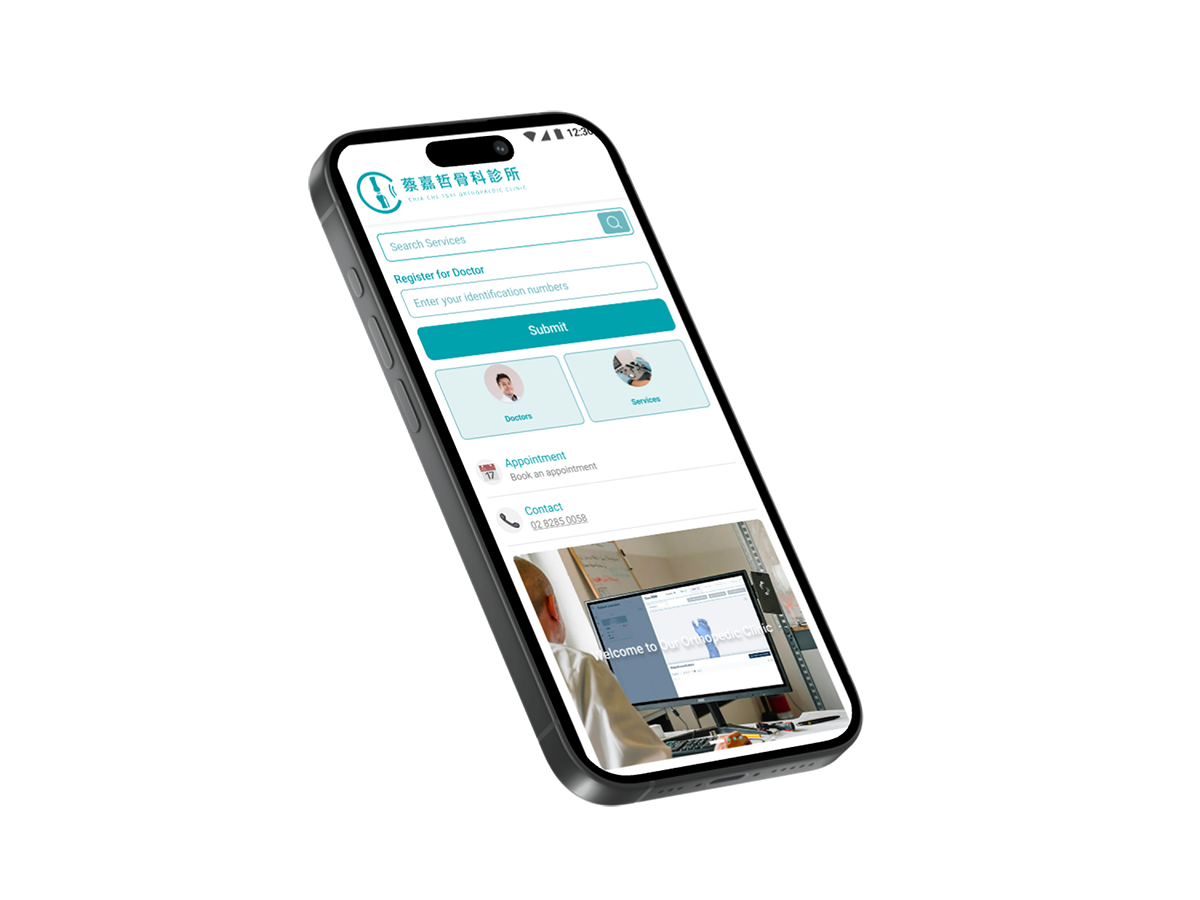 12:30
蔡嘉哲骨科診所
CHIA CHE TSAI ORTHOPAEDIC CLINIC
Search Services
Register for Doctor
Enter your identification numbers
Submit
Doctors
Services
17
Appointment
Book an appointment
Contact
02 8285 0058
Welcome to Our Orthopedic Clinic